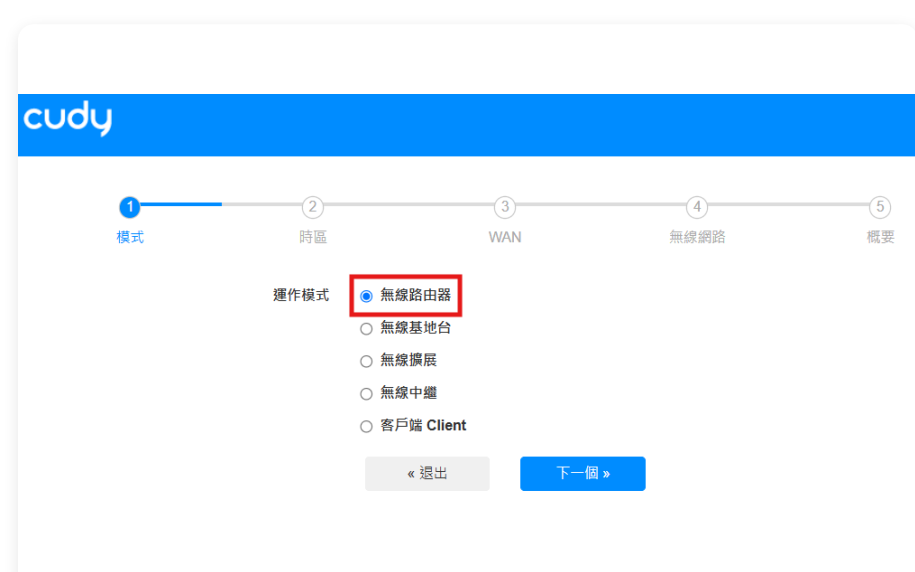 cudy
1 2 3 4 5
模式 時區 WAN 無線網路 概要
運作模式 無線路由器
無線基地台
無線擴展
無線中繼
客戶端 Client
« 退出 下一個 »